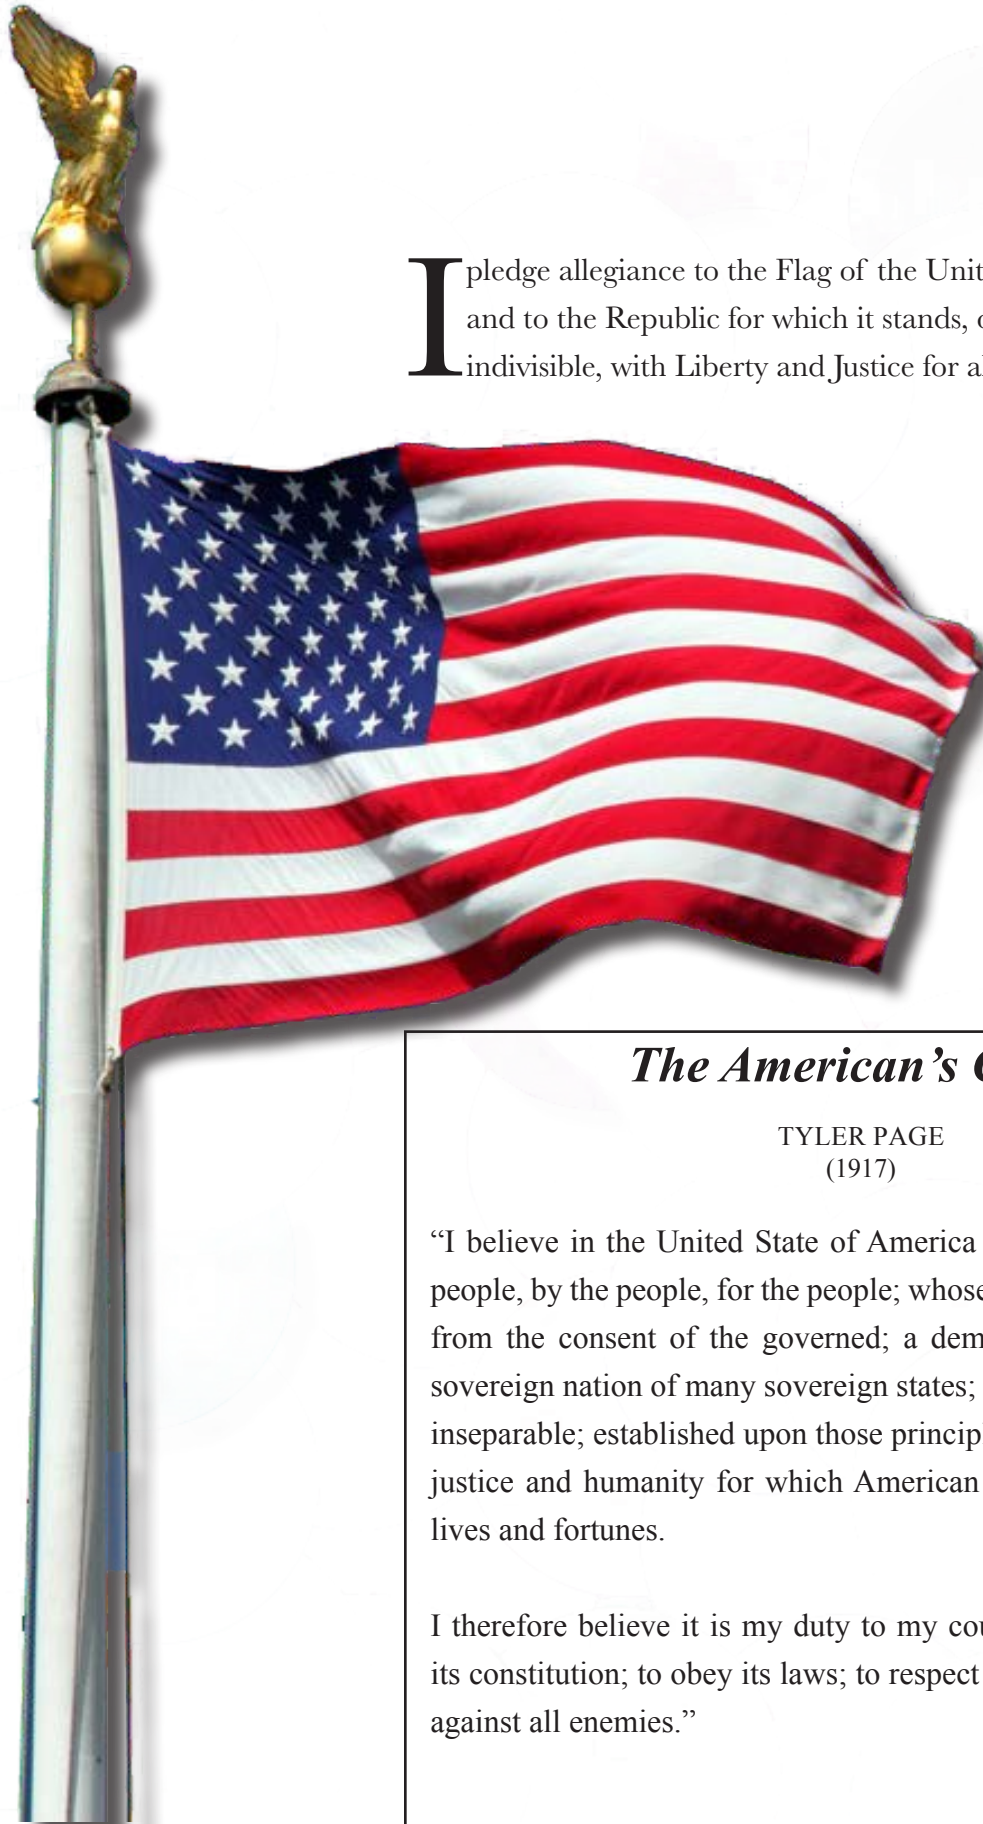 I pledge allegiance to the Flag of the Unit
and to the Republic for which it stands, o
indivisible, with Liberty and Justice for al
The American’s C
TYLER PAGE
(1917)
“I believe in the United State of America
people, by the people, for the people; whose
from the consent of the governed; a dem
sovereign nation of many sovereign states;
inseparable; established upon those princip
justice and humanity for which American
lives and fortunes.
I therefore believe it is my duty to my cou
its constitution; to obey its laws; to respect
against all enemies.”